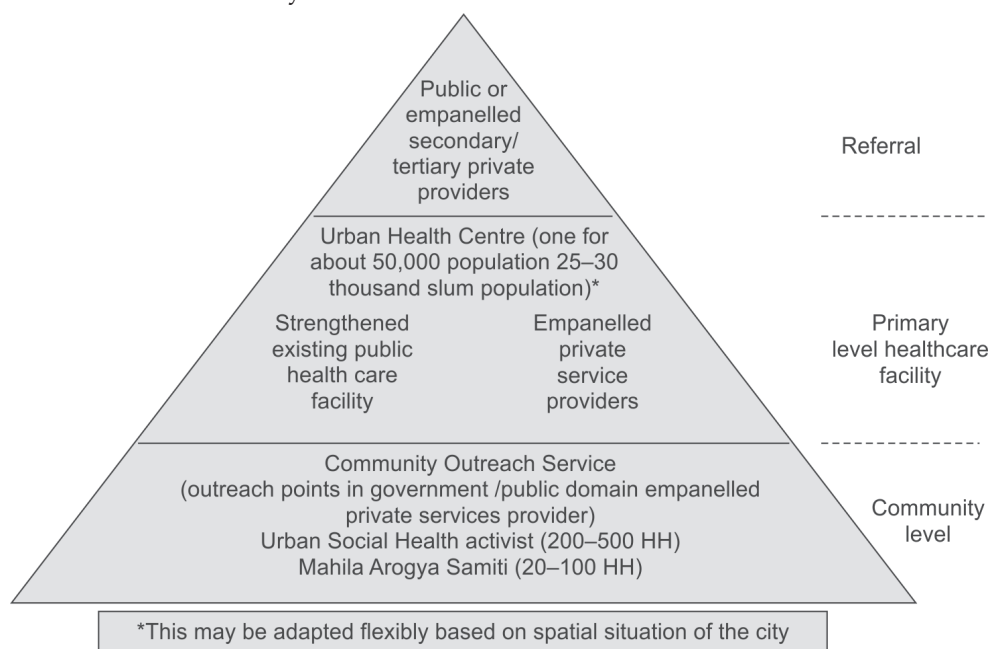 Public or
empanelled
secondary/
tertiary private
providers
Referral
Urban Health Centre (one for
about 50,000 population 25–30
thousand slum population)*
Strengthened
existing public
health care
facility
Empanelled
private
service
providers
Primary
level healthcare
facility
Community Outreach Service
(outreach points in government /public domain empanelled
private services provider)
Urban Social Health activist (200–500 HH)
Mahila Arogya Samiti (20–100 HH)
Community
level
*This may be adapted flexibly based on spatial situation of the city